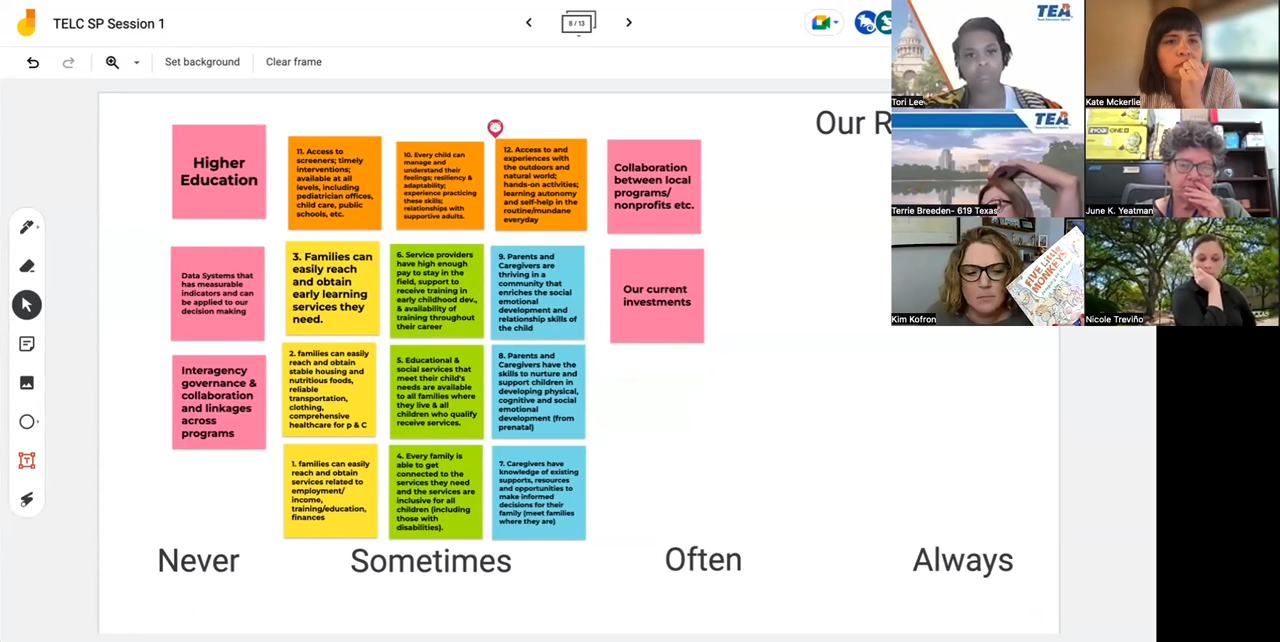 TELC SP Session 1
8 / 13
Set background
Clear frame
Our R
Higher
Education
11. Access to
screeners; timely
interventions;
available at all
levels, including
pediatrician offices,
child care, public
schools, etc.
10. Every child can
manage and
understand their
feelings; resiliency &
adaptability;
experience practicing
these skills;
relationships with
supportive adults.
12. Access to and
experiences with
the outdoors and
natural world;
hands-on activities;
learning autonomy
and self-help in the
routine/mundane
everyday
Collaboration
between local
programs/
nonprofits etc.
Data Systems that
has measurable
indicators and can
be applied to our
decision making
3. Families can
easily reach
and obtain
early learning
services they
need.
6. Service providers
have high enough
pay to stay in the
field, support to
receive training in
early childhood dev.,
& availability of
training throughout
their career
9. Parents and
Caregivers are
thriving in a
community that
enriches the social
emotional
development and
relationship skills of
the child
Our current
investments
Interagency
governance &
collaboration
and linkages
across
programs
2. families can easily
reach and obtain
stable housing and
nutritious foods,
reliable
transportation,
clothing,
comprehensive
healthcare for p & C
5. Educational &
social services that
meet their child's
needs are available
to all families where
they live & all
children who qualify
receive services.
8. Parents and
Caregivers have the
skills to nurture and
support children in
developing physical,
cognitive and social
emotional
development (from
prenatal)
1. families can easily
reach and obtain
services related to
employment/
income,
training/education,
finances
4. Every family is
able to get
connected to the
services they need
and the services are
inclusive for all
children (including
those with
disabilities).
7. Caregivers have
knowledge of existing
supports, resources
and opportunities to
make informed
decisions for their
family (meet families
where they are)
Never
Sometimes
Often
Always
TEA
Texas Education Agency
Tori Lee
Kate Mckerlie
TEA
Texas Education Agency
RYOBI ONE+
Terrie Breeden- 619 Texas
June K. Yeatman
FIVE LITTLE
MONKEYS
Kim Kofron
Nicole Treviño